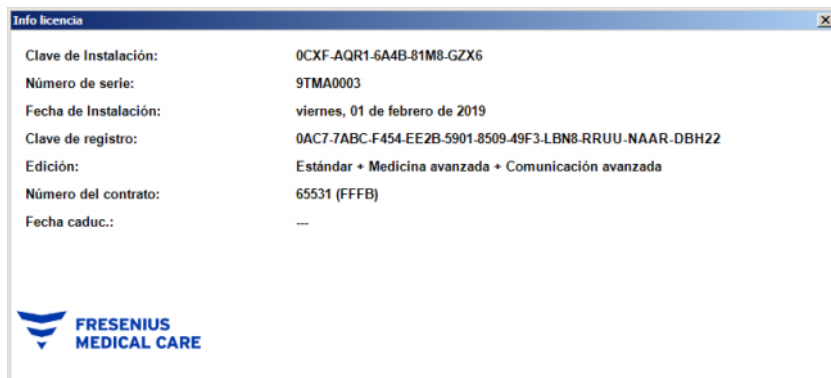 Info licencia
Clave de Instalación: 0CXF-AQR1-6A4B-81M8-GZX6
Número de serie: 9TMA0003
Fecha de Instalación: viernes, 01 de febrero de 2019
Clave de registro: 0AC7-7ABC-F454-EE2B-5901-8509-49F3-LBN8-RRUU-NAAR-DBH22
Edición: Estándar + Medicina avanzada + Comunicación avanzada
Número del contrato: 65531 (FFFB)
Fecha caduc.: ---
FRESENIUS
MEDICAL CARE